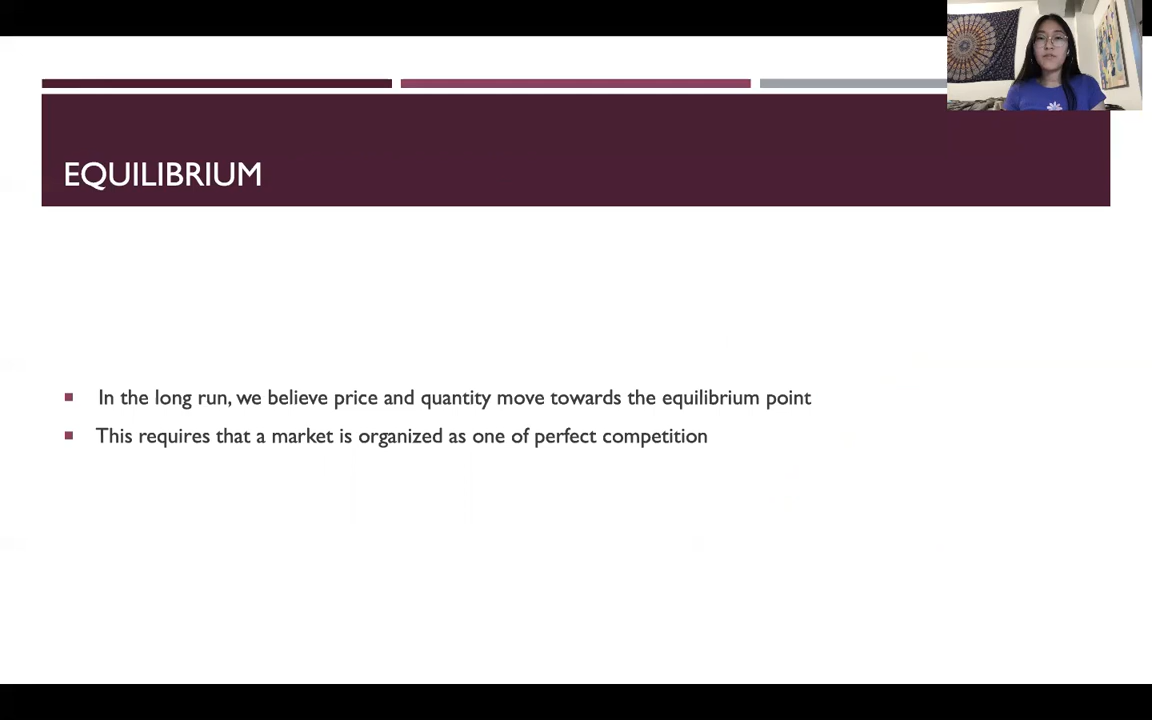 EQUILIBRIUM
In the long run, we believe price and quantity move towards the equilibrium point
This requires that a market is organized as one of perfect competition